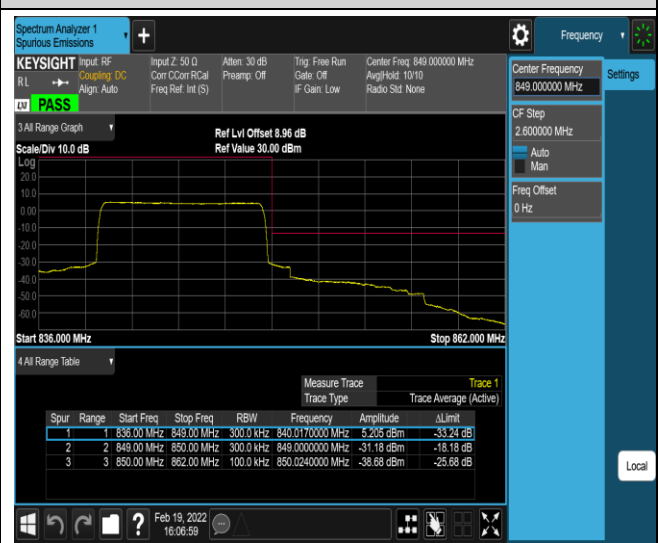 Spectrum Analyzer 1
Spurious Emissions
+
Frequency
KEYSIGHT Input: RF Input Z: 50 Ω Atten: 30 dB Trig: Free Run Center Freq: 849.000000 MHz
RL Coupling: DC Corr CCorr RCal Preamp: Off Gate: Off Avg|Hold: 10/10
Align: Auto Freq Ref: Int (S) IF Gain: Low Radio Std: None
LXI PASS
Center Frequency
849.000000 MHz
Settings
CF Step
2.600000 MHz
Auto
Man
Freq Offset
0 Hz
3 All Range Graph
Ref Lvl Offset 8.96 dB
Scale/Div 10.0 dB Ref Value 30.00 dBm
Log
20.0
10.0
0.00
-10.0
-20.0
-30.0
-40.0
-50.0
-60.0
Start 836.000 MHz Stop 862.000 MHz
4 All Range Table
Measure Trace Trace 1
Trace Type Trace Average (Active)
Spur Range Start Freq Stop Freq RBW Frequency Amplitude ΔLimit
1 1 836.00 MHz 849.00 MHz 300.0 kHz 840.0170000 MHz 5.205 dBm -33.24 dB
2 2 849.00 MHz 850.00 MHz 300.0 kHz 849.0000000 MHz -31.18 dBm -18.18 dB
3 3 850.00 MHz 862.00 MHz 100.0 kHz 850.0240000 MHz -38.68 dBm -25.68 dB
Local
? Feb 19, 2022
16:06:59